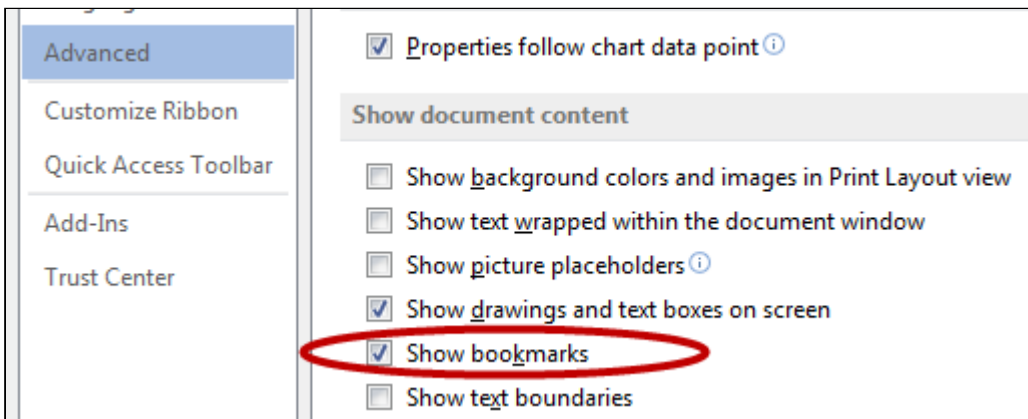 Advanced
Customize Ribbon
Quick Access Toolbar
Add-Ins
Trust Center
Properties follow chart data point
Show document content
Show background colors and images in Print Layout view
Show text wrapped within the document window
Show picture placeholders
Show drawings and text boxes on screen
Show bookmarks
Show text boundaries